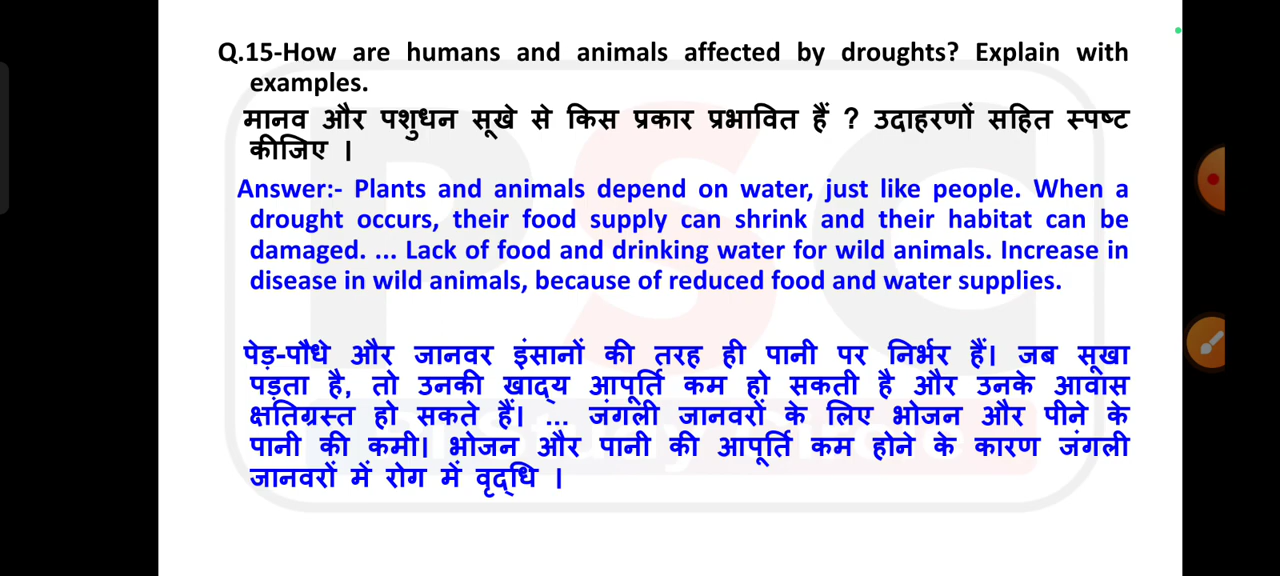 Q.15-How are humans and animals affected by droughts? Explain with
examples.
मानव और पशुधन सूखे से किस प्रकार प्रभावित हैं ? उदाहरणों सहित स्पष्ट
कीजिए ।
Answer:- Plants and animals depend on water, just like people. When a
drought occurs, their food supply can shrink and their habitat can be
damaged. ... Lack of food and drinking water for wild animals. Increase in
disease in wild animals, because of reduced food and water supplies.
पेड़-पौधे और जानवर इंसानों की तरह ही पानी पर निर्भर हैं। जब सूखा
पड़ता है, तो उनकी खाद्य आपूर्ति कम हो सकती है और उनके आवास
क्षतिग्रस्त हो सकते हैं। ... जंगली जानवरों के लिए भोजन और पीने के
पानी की कमी। भोजन और पानी की आपूर्ति कम होने के कारण जंगली
जानवरों में रोग में वृद्धि ।
PSC